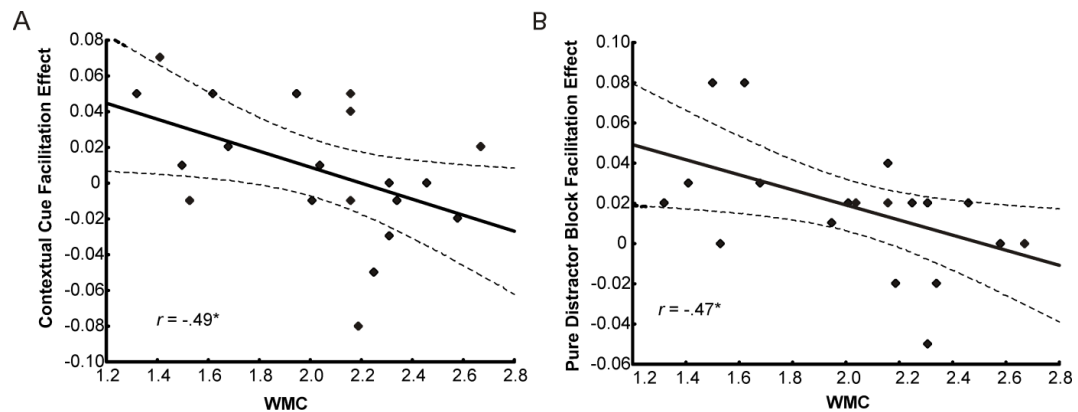 A
Contextual Cue Facilitation Effect
0.08
0.06
0.04
0.02
0
-0.02
-0.04
-0.06
-0.08
-0.10
r = -.49*
1.2 1.4 1.6 1.8 2.0 2.2 2.4 2.6 2.8
WMC
B
Pure Distractor Block Facilitation Effect
0.10
0.08
0.06
0.04
0.02
0
-0.02
-0.04
-0.06
r = -.47*
1.2 1.4 1.6 1.8 2.0 2.2 2.4 2.6 2.8
WMC